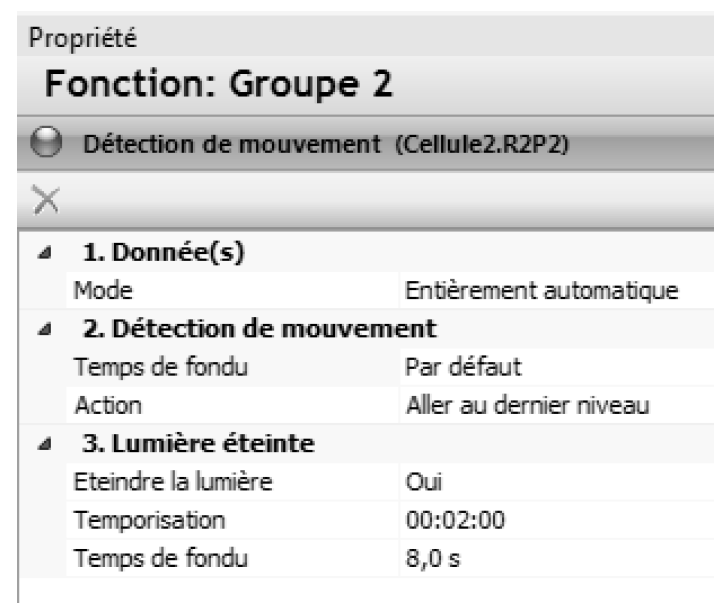 Propriété
Fonction: Groupe 2
Détection de mouvement (Cellule2.R2P2)
1. Donnée(s)
Mode Entièrement automatique
2. Détection de mouvement
Temps de fondu Par défaut
Action Aller au dernier niveau
3. Lumière éteinte
Eteindre la lumière Oui
Temporisation 00:02:00
Temps de fondu 8,0 s